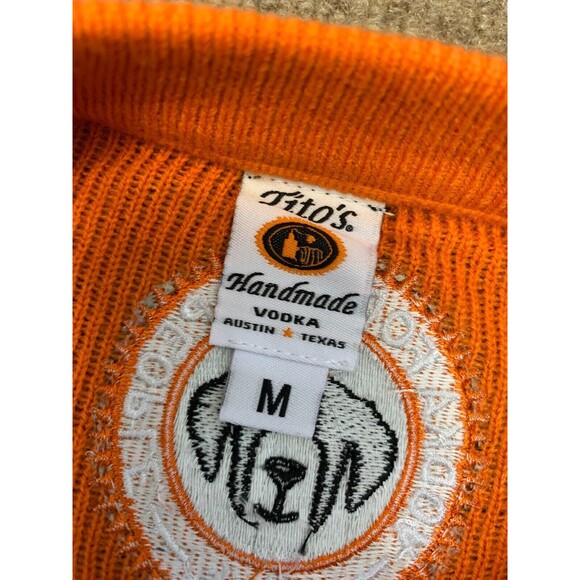 Tito's®
Handmade
VODKA
AUSTIN ★ TEXAS
M